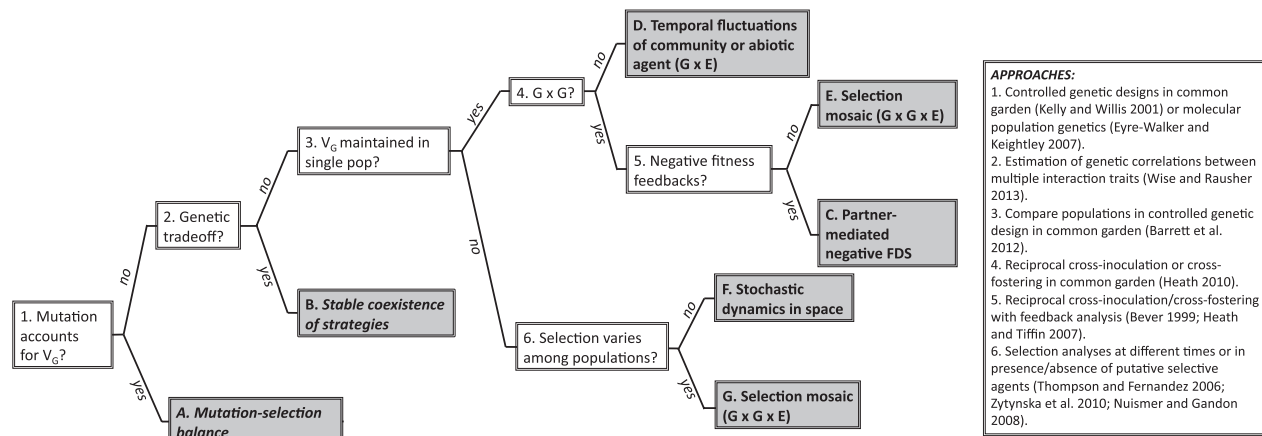 1. Mutation
accounts
for VG?
no
yes
2. Genetic
tradeoff?
A. Mutation-selection
balance
no
yes
3. VG maintained in
single pop?
B. Stable coexistence
of strategies
yes
no
4. G x G?
6. Selection varies
among populations?
no
yes
D. Temporal fluctuations
of community or abiotic
agent (G x E)
5. Negative fitness
feedbacks?
no
yes
E. Selection
mosaic (G x G x E)
C. Partner-
mediated
negative FDS
no
yes
F. Stochastic
dynamics in space
G. Selection mosaic
(G x G x E)
APPROACHES:
1. Controlled genetic designs in common
garden (Kelly and Willis 2001) or molecular
population genetics (Eyre-Walker and
Keightley 2007).
2. Estimation of genetic correlations between
multiple interaction traits (Wise and Rausher
2013).
3. Compare populations in controlled genetic
design in common garden (Barrett et al.
2012).
4. Reciprocal cross-inoculation or cross-
fostering in common garden (Heath 2010).
5. Reciprocal cross-inoculation/cross-fostering
with feedback analysis (Bever 1999; Heath
and Tiffin 2007).
6. Selection analyses at different times or in
presence/absence of putative selective
agents (Thompson and Fernandez 2006;
Zytynska et al. 2010; Nuismer and Gandon
2008).